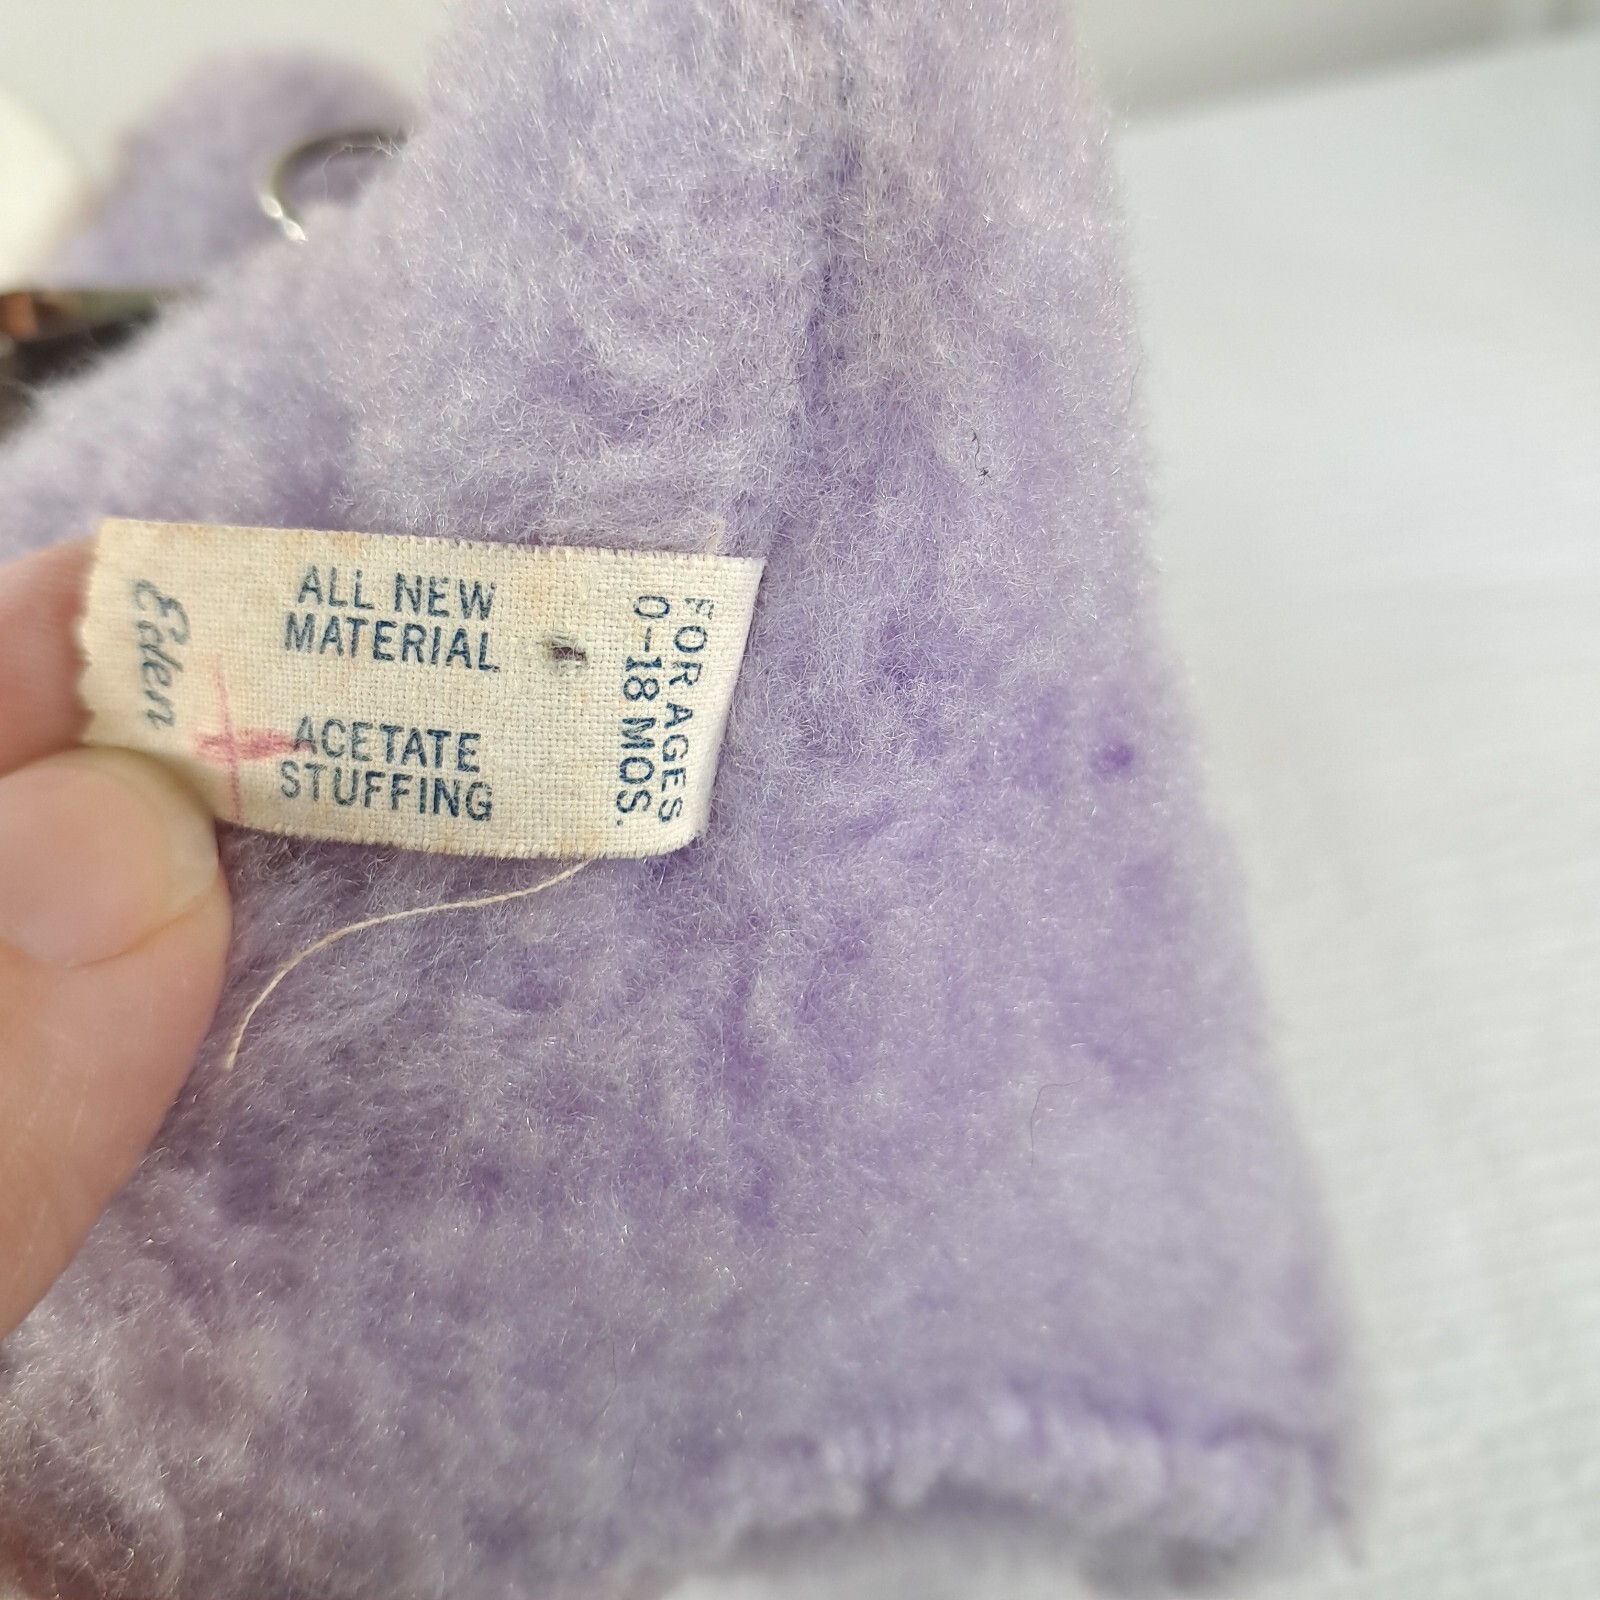 Eden
ALL NEW
MATERIAL
ACETATE
STUFFING
FOR AGES
0-18 MOS.